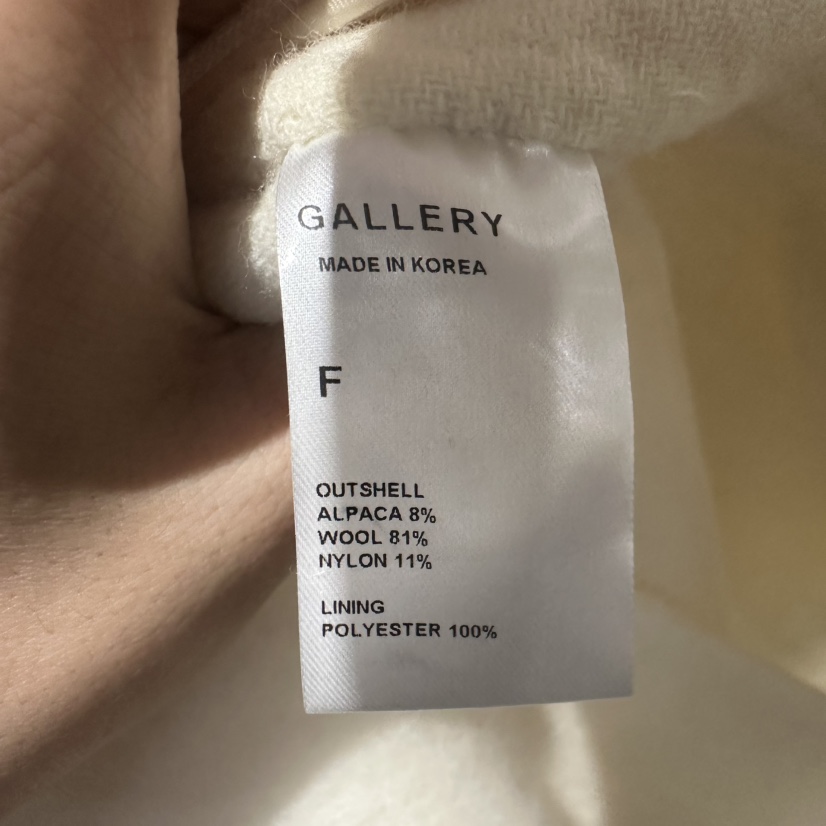 GALLERY
MADE IN KOREA
F
OUTSHELL
ALPACA 8%
WOOL 81%
NYLON 11%
LINING
POLYESTER 100%